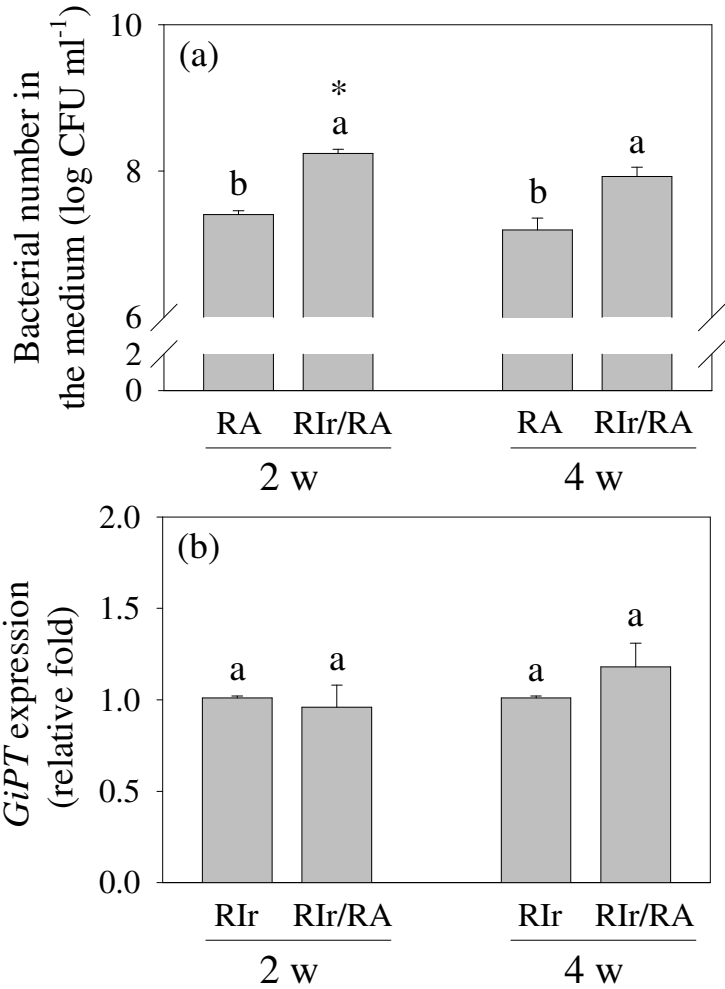 Bacterial number in
the medium (log CFU ml⁻¹)
10
8
6
2
0
(a)
b
*
a
b
a
RA RIr/RA RA RIr/RA
2 w 4 w
GiPT expression
(relative fold)
2.0
1.5
1.0
0.5
0.0
(b)
a a a a
RIr RIr/RA RIr RIr/RA
2 w 4 w